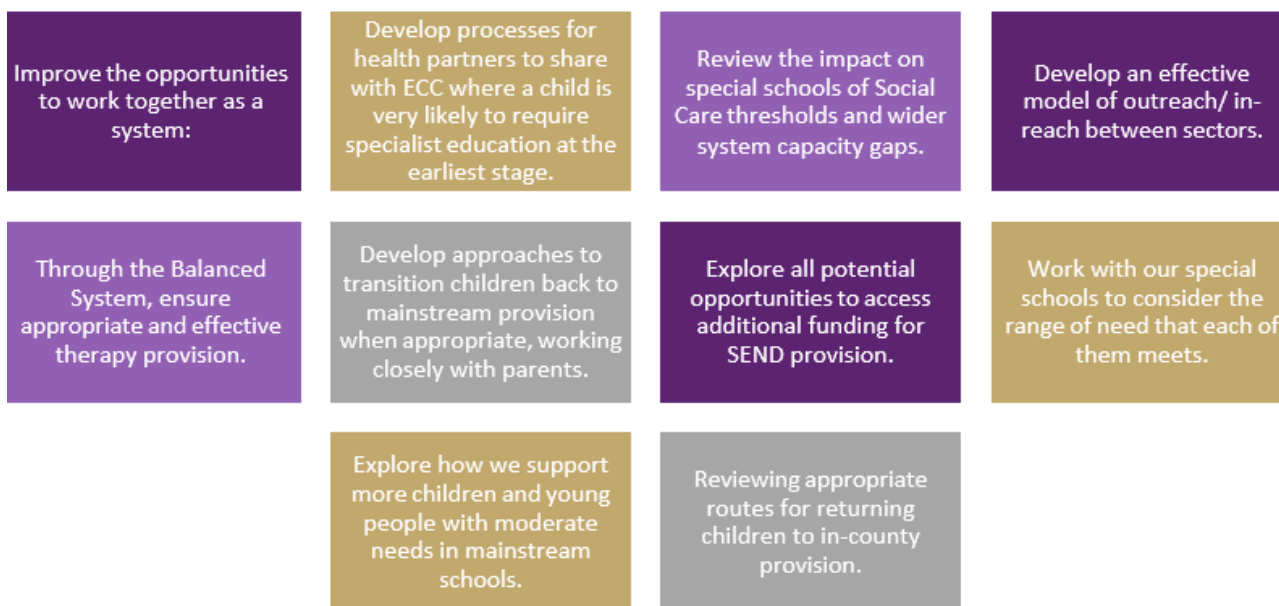 Improve the opportunities
to work together as a
system:
Develop processes for
health partners to share
with ECC where a child is
very likely to require
specialist education at the
earliest stage.
Review the impact on
special schools of Social
Care thresholds and wider
system capacity gaps.
Develop an effective
model of outreach/ in-
reach between sectors.
Through the Balanced
System, ensure
appropriate and effective
therapy provision.
Develop approaches to
transition children back to
mainstream provision
when appropriate, working
closely with parents.
Explore all potential
opportunities to access
additional funding for
SEND provision.
Work with our special
schools to consider the
range of need that each of
them meets.
Explore how we support
more children and young
people with moderate
needs in mainstream
schools.
Reviewing appropriate
routes for returning
children to in-county
provision.